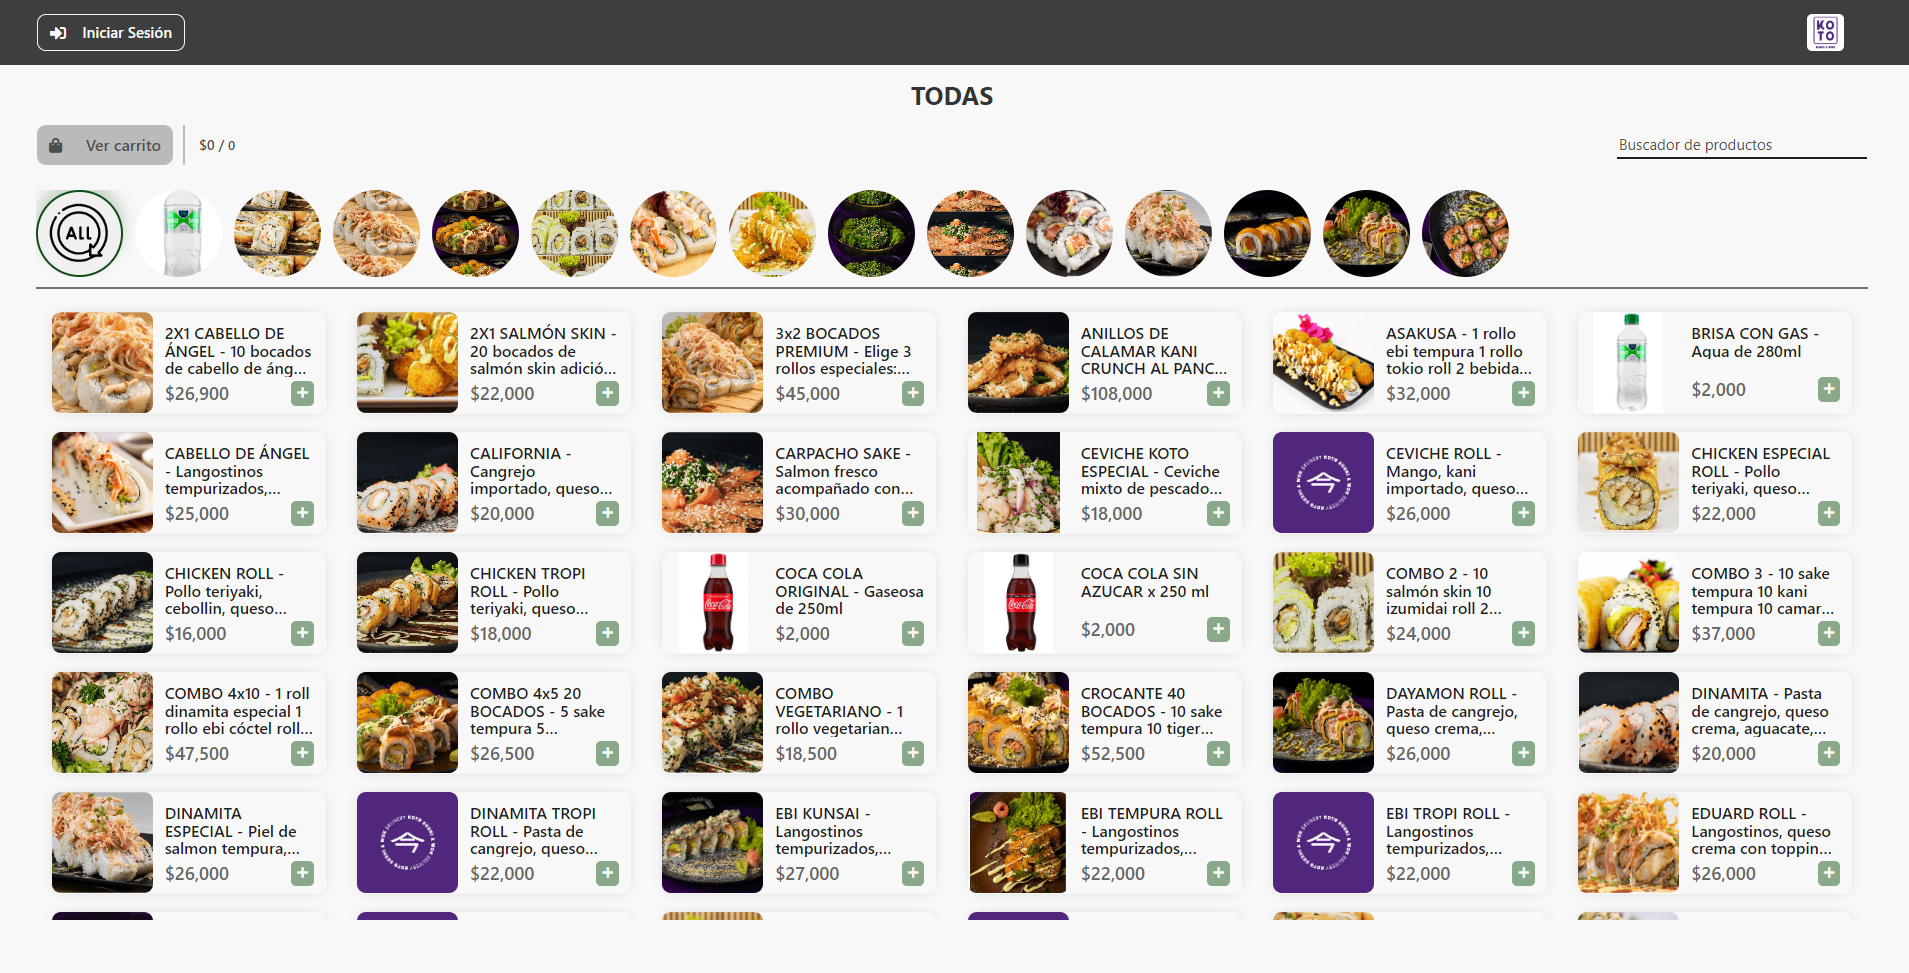 Iniciar Sesión
KO
TO
TODAS
Ver carrito
$0 / 0
Buscador de productos
ALL
2X1 CABELLO DE
ÁNGEL - 10 bocados
de cabello de áng...
$26,900
2X1 SALMÓN SKIN -
20 bocados de
salmón skin adició...
$22,000
3x2 BOCADOS
PREMIUM - Elige 3
rollos especiales:...
$45,000
ANILLOS DE
CALAMAR KANI
CRUNCH AL PANC...
$108,000
ASAKUSA - 1 rollo
ebi tempura 1 rollo
tokio roll 2 bebida...
$32,000
BRISA CON GAS -
Aqua de 280ml
$2,000
CABELLO DE ÁNGEL
- Langostinos
tempurizados,...
$25,000
CALIFORNIA -
Cangrejo
importado, queso...
$20,000
CARPACHO SAKE -
Salmon fresco
acompañado con...
$30,000
CEVICHE KOTO
ESPECIAL - Ceviche
mixto de pescado...
$18,000
CEVICHE ROLL -
Mango, kani
importado, queso...
$26,000
CHICKEN ESPECIAL
ROLL - Pollo
teriyaki, queso...
$22,000
CHICKEN ROLL -
Pollo teriyaki,
cebollin, queso...
$16,000
CHICKEN TROPI
ROLL - Pollo
teriyaki, queso...
$18,000
COCA COLA
ORIGINAL - Gaseosa
de 250ml
$2,000
COCA COLA SIN
AZUCAR x 250 ml
$2,000
COMBO 2 - 10
salmón skin 10
izumidai roll 2...
$24,000
COMBO 3 - 10 sake
tempura 10 kani
tempura 10 camar...
$37,000
COMBO 4x10 - 1 roll
dinamita especial 1
rollo ebi cóctel roll...
$47,500
COMBO 4x5 20
BOCADOS - 5 sake
tempura 5...
$26,500
COMBO
VEGETARIANO - 1
rollo vegetarian...
$18,500
CROCANTE 40
BOCADOS - 10 sake
tempura 10 tiger...
$52,500
DAYAMON ROLL -
Pasta de cangrejo,
queso crema,...
$26,000
DINAMITA - Pasta
de cangrejo, queso
crema, aguacate,...
$20,000
DINAMITA
ESPECIAL - Piel de
salmon tempura,...
$26,000
DINAMITA TROPI
ROLL - Pasta de
cangrejo, queso...
$22,000
EBI KUNSAI -
Langostinos
tempurizados,...
$27,000
EBI TEMPURA ROLL
- Langostinos
tempurizados,...
$22,000
EBI TROPI ROLL -
Langostinos
tempurizados,...
$22,000
EDUARD ROLL -
Langostinos, queso
crema con toppin...
$26,000